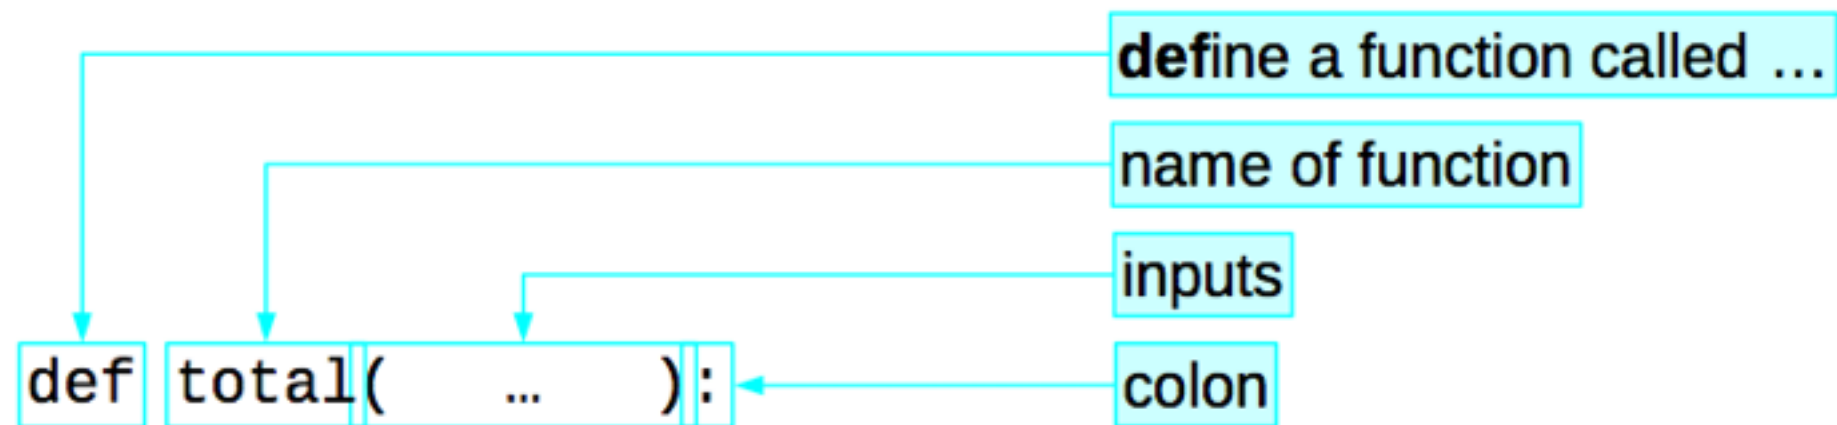 define a function called …
name of function
inputs
def total( … ):
colon